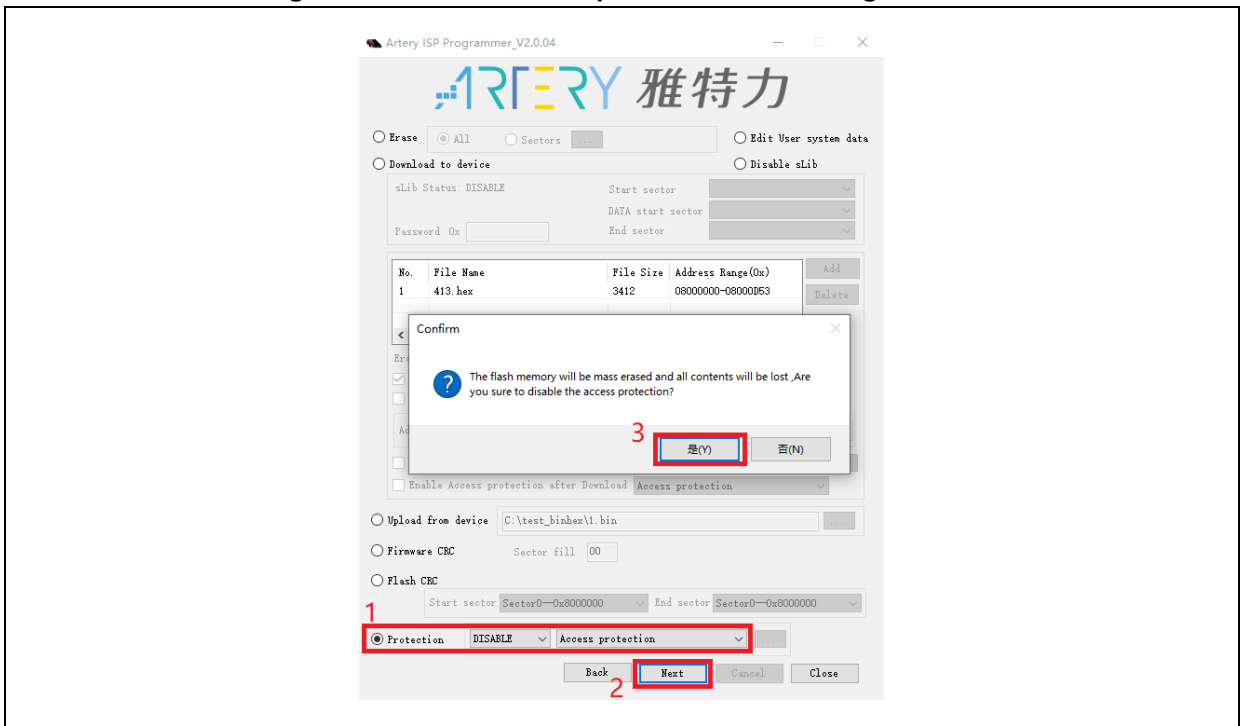 Artery ISP Programmer_V2.0.04
ARTERY 雅特力
Erase All Sectors ... Edit User system data
Download to device Disable sLib
sLib Status: DISABLE Start sector
DATA start sector
Password 0x End sector
No. File Name File Size Address Range(0x) Add
1 413.hex 3412 08000000-08000D53 Delete
Confirm
The flash memory will be mass erased and all contents will be lost ,Are
you sure to disable the access protection?
3
是(Y) 否(N)
Enable Access protection after Download Access protection
Upload from device C:\test_binhex\1.bin ...
Firmware CRC Sector fill 00
Flash CRC
Start sector Sector0—0x8000000 End sector Sector0—0x8000000
1
Protection DISABLE Access protection ...
Back Next Cancel Close
2